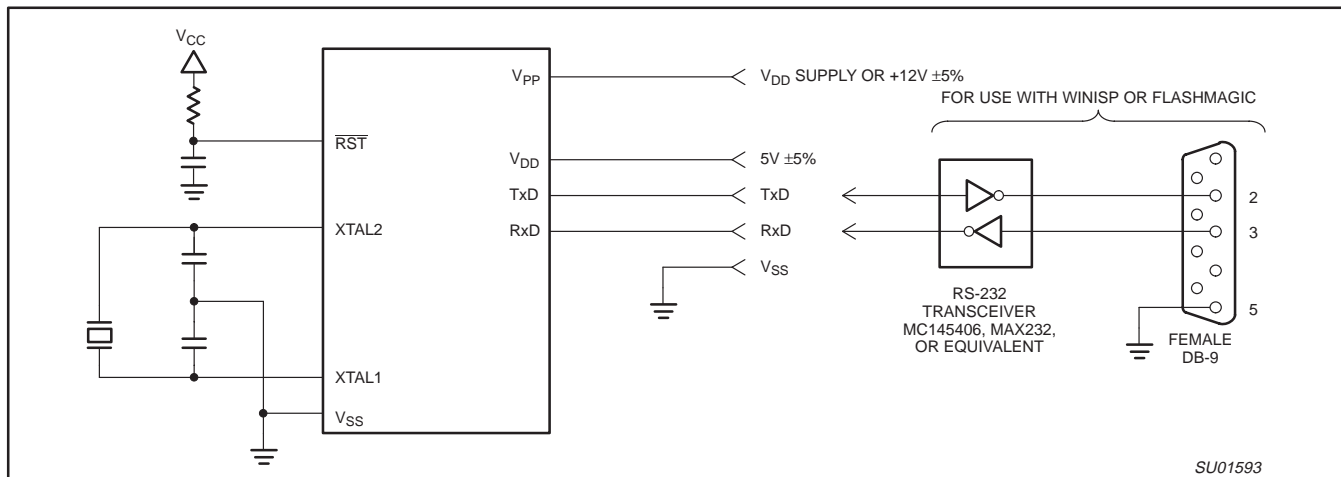 VCC
RST
XTAL2
XTAL1
VSS
VPP
VDD
TxD
RxD
VDD SUPPLY OR +12V ±5%
5V ±5%
TxD
RxD
VSS
FOR USE WITH WINISP OR FLASHMAGIC
RS-232
TRANSCEIVER
MC145406, MAX232,
OR EQUIVALENT
2
3
5
FEMALE
DB-9
SU01593